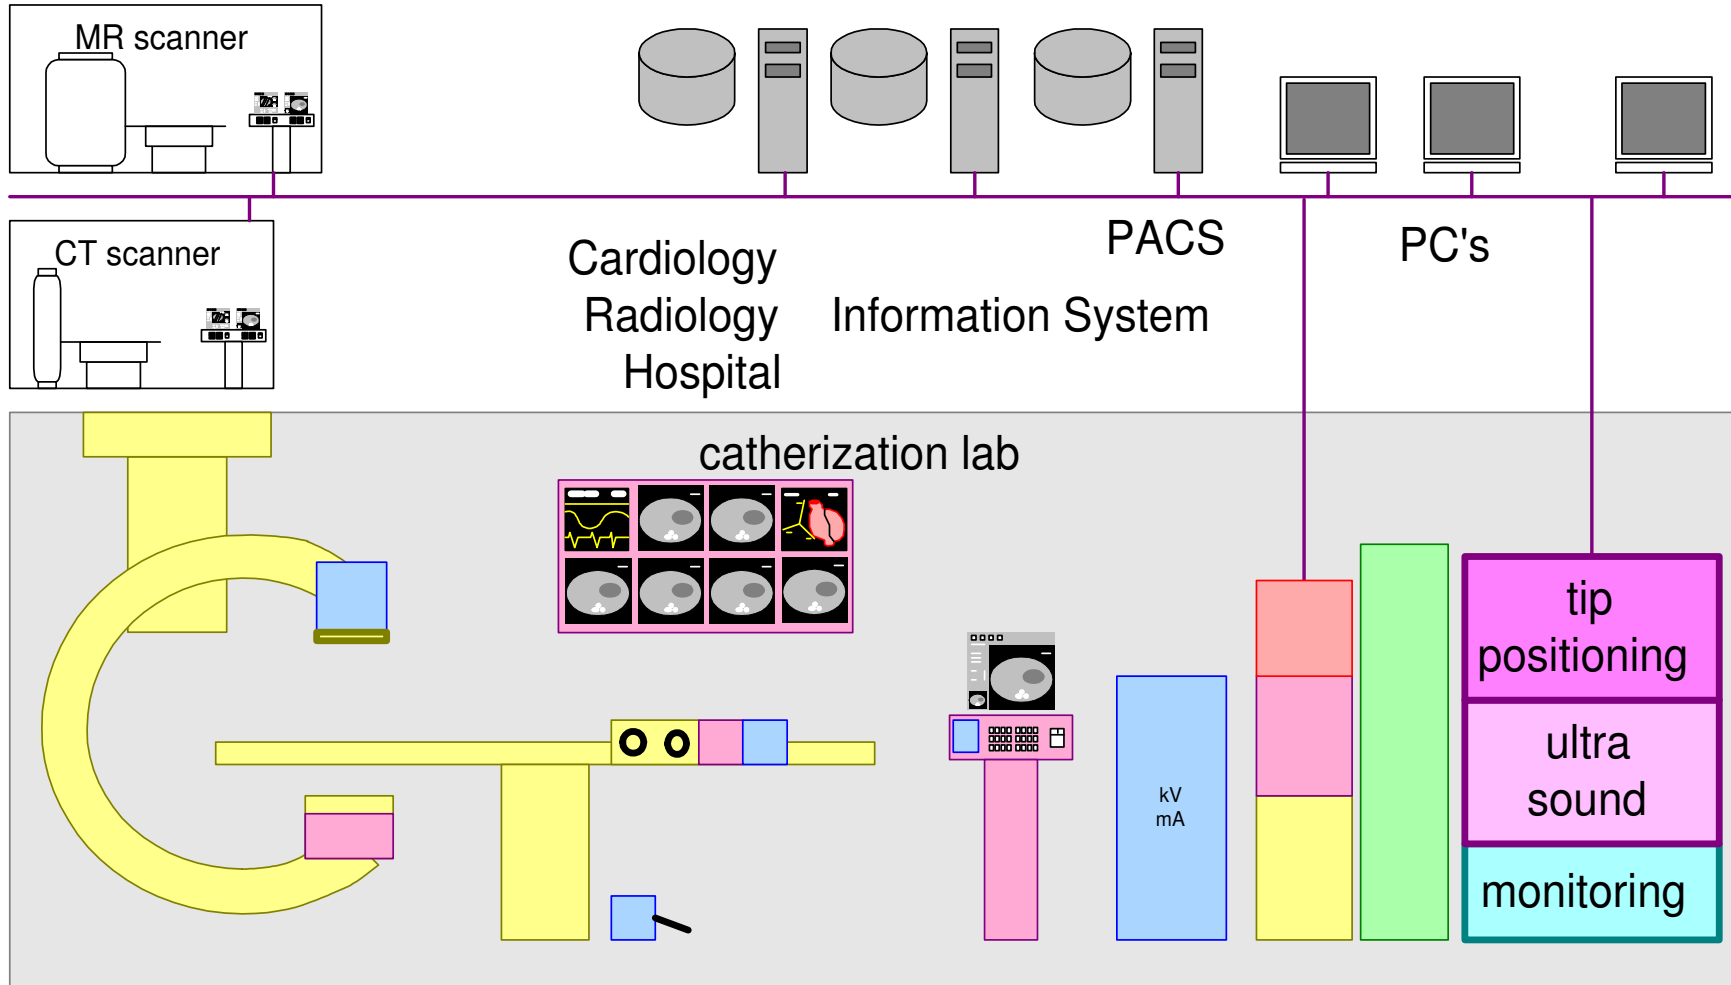 MR scanner
CT scanner
Cardiology
Radiology Information System
Hospital
PACS
PC's
catherization lab
kV
mA
tip
positioning
ultra
sound
monitoring